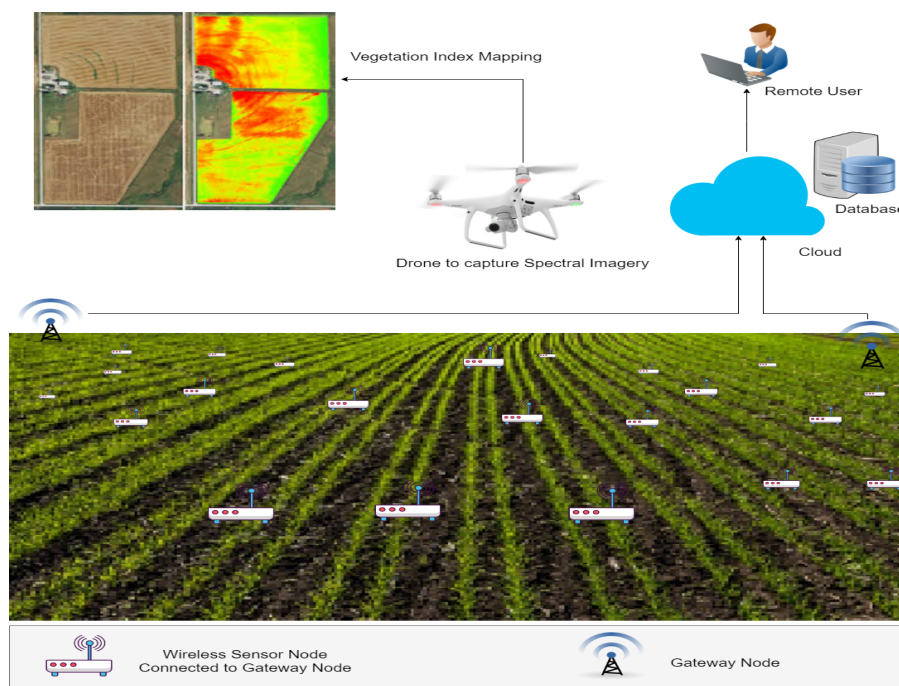 Vegetation Index Mapping
Remote User
Database
Drone to capture Spectral Imagery
Cloud
Wireless Sensor Node
Connected to Gateway Node
Gateway Node